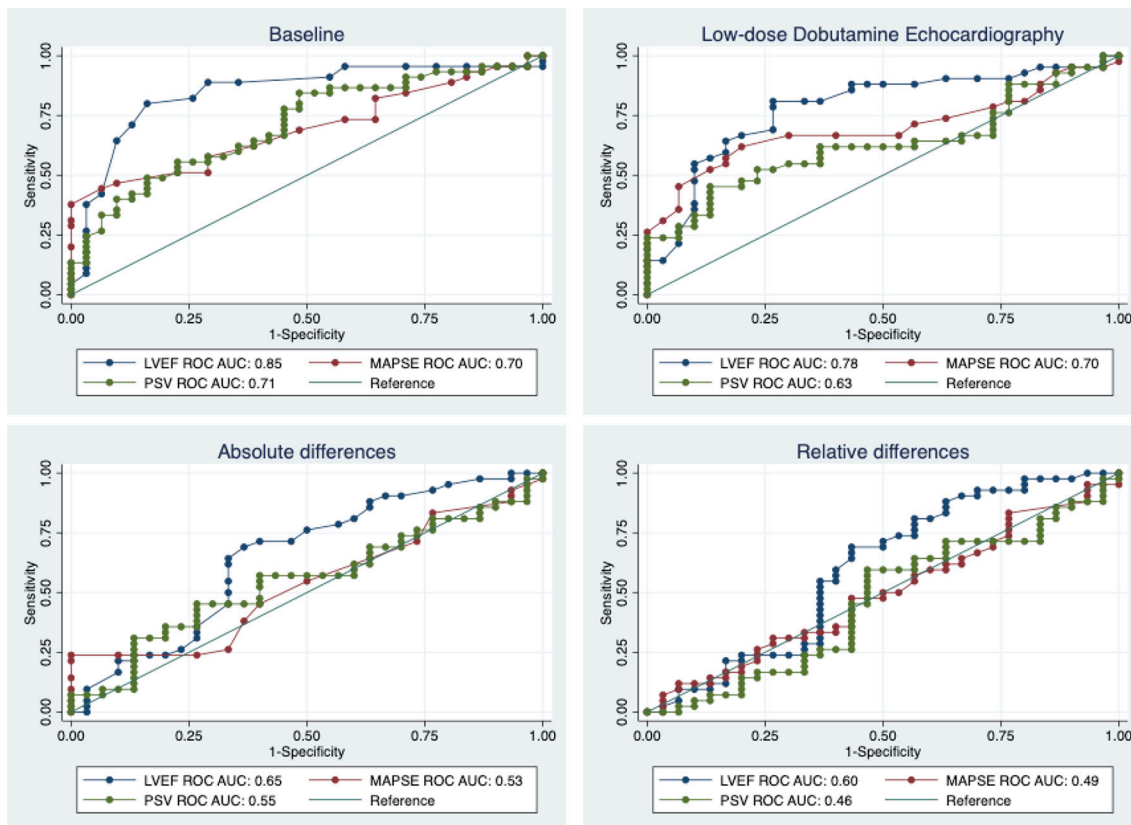 Baseline
1.00
0.75
0.50
0.25
0.00
Sensitivity
0.00 0.25 0.50 0.75 1.00
1-Specificity
LVEF ROC AUC: 0.85 MAPSE ROC AUC: 0.70
PSV ROC AUC: 0.71 Reference
Low-dose Dobutamine Echocardiography
1.00
0.75
0.50
0.25
0.00
Sensitivity
0.00 0.25 0.50 0.75 1.00
1-Specificity
LVEF ROC AUC: 0.78 MAPSE ROC AUC: 0.70
PSV ROC AUC: 0.63 Reference
Absolute differences
1.00
0.75
0.50
0.25
0.00
Sensitivity
0.00 0.25 0.50 0.75 1.00
1-Specificity
LVEF ROC AUC: 0.65 MAPSE ROC AUC: 0.53
PSV ROC AUC: 0.55 Reference
Relative differences
1.00
0.75
0.50
0.25
0.00
Sensitivity
0.00 0.25 0.50 0.75 1.00
1-Specificity
LVEF ROC AUC: 0.60 MAPSE ROC AUC: 0.49
PSV ROC AUC: 0.46 Reference